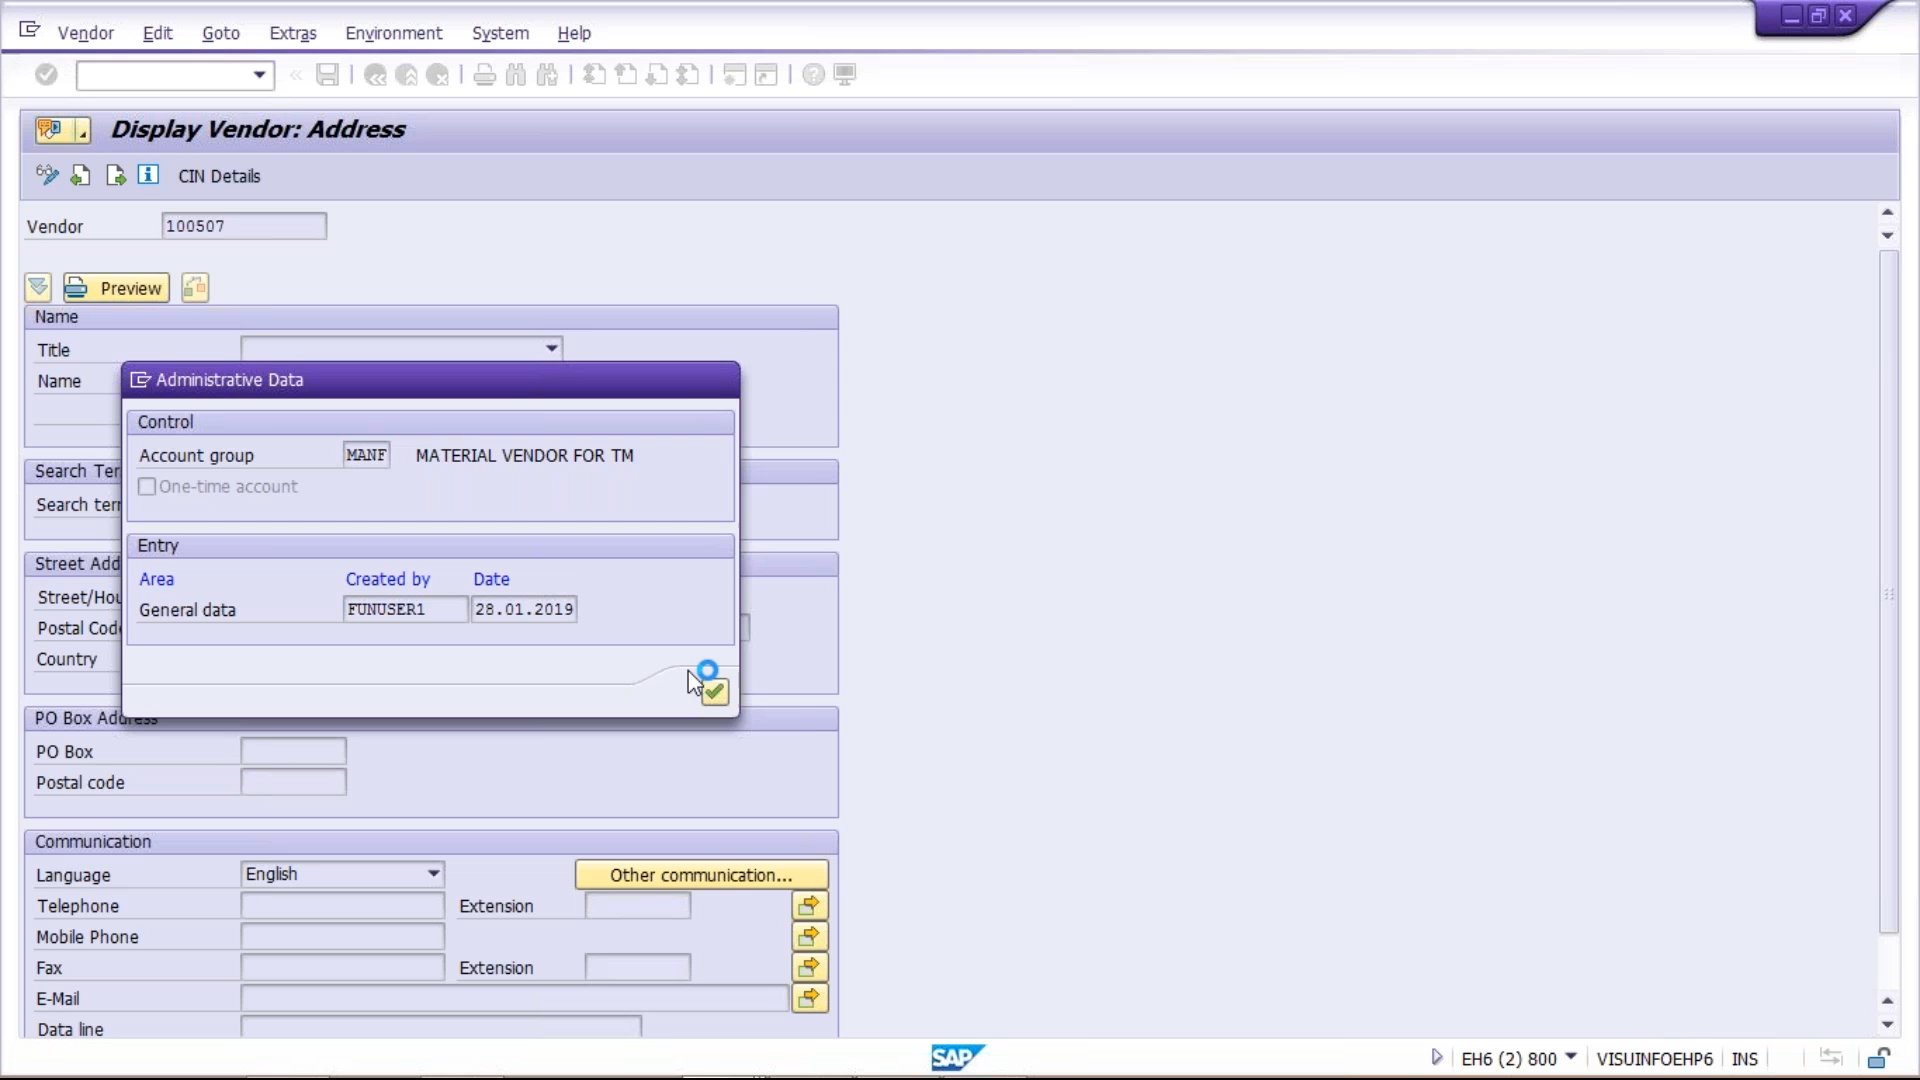 Vendor Edit Goto Extras Environment System Help
Display Vendor: Address
CIN Details
Vendor 100507
Preview
Name
Title
Name
Administrative Data
Control
Account group MANF MATERIAL VENDOR FOR TM
One-time account
Entry
Area Created by Date
General data FUNUSER1 28.01.2019
Search Ter
Search ter
Street Add
Street/Hou
Postal Code
Country
PO Box Address
PO Box
Postal code
Communication
Language English Other communication...
Telephone Extension
Mobile Phone
Fax Extension
E-Mail
Data line
SAP EH6 (2) 800 VISUINFOEHP6 INS